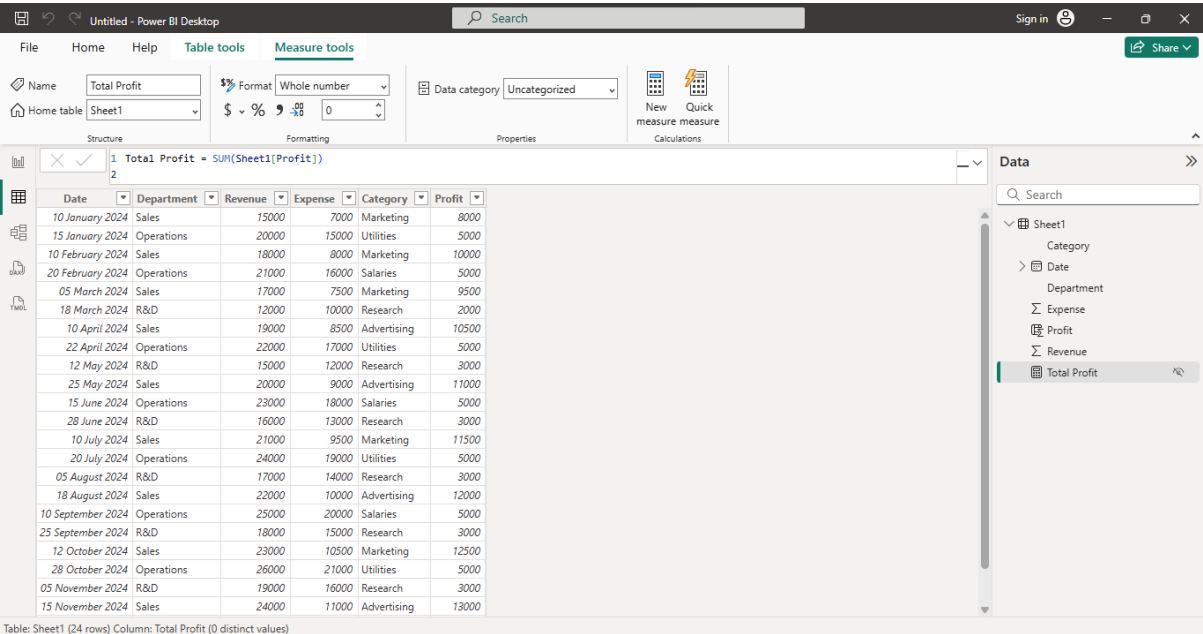 Untitled - Power BI Desktop
Search
Sign in
File Home Help Table tools Measure tools
Share
Name Total Profit
$% Format Whole number
Data category Uncategorized
Home table Sheet1
$ % 9 .00 0
New measure
Quick measure
Structure
Formatting
Properties
Calculations
1 Total Profit = SUM(Sheet1[Profit])
2
Data
Search
Date Department Revenue Expense Category Profit
10 January 2024 Sales 15000 7000 Marketing 8000
15 January 2024 Operations 20000 15000 Utilities 5000
10 February 2024 Sales 18000 8000 Marketing 10000
20 February 2024 Operations 21000 16000 Salaries 5000
05 March 2024 Sales 17000 7500 Marketing 9500
18 March 2024 R&D 12000 10000 Research 2000
10 April 2024 Sales 19000 8500 Advertising 10500
22 April 2024 Operations 22000 17000 Utilities 5000
12 May 2024 R&D 15000 12000 Research 3000
25 May 2024 Sales 20000 9000 Advertising 11000
15 June 2024 Operations 23000 18000 Salaries 5000
28 June 2024 R&D 16000 13000 Research 3000
10 July 2024 Sales 21000 9500 Marketing 11500
20 July 2024 Operations 24000 19000 Utilities 5000
05 August 2024 R&D 17000 14000 Research 3000
18 August 2024 Sales 22000 10000 Advertising 12000
10 September 2024 Operations 25000 20000 Salaries 5000
25 September 2024 R&D 18000 15000 Research 3000
12 October 2024 Sales 23000 10500 Marketing 12500
28 October 2024 Operations 26000 21000 Utilities 5000
05 November 2024 R&D 19000 16000 Research 3000
15 November 2024 Sales 24000 11000 Advertising 13000
Sheet1
Category
Date
Department
Expense
Profit
Revenue
Total Profit
DAX
TMDL
Table: Sheet1 (24 rows) Column: Total Profit (0 distinct values)